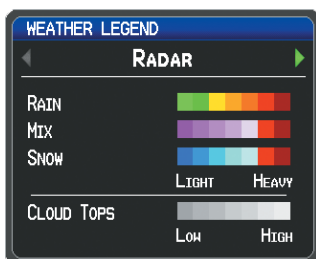 WEATHER LEGEND
RADAR
RAIN
MIX
SNOW
LIGHT HEAVY
CLOUD TOPS
LOW HIGH